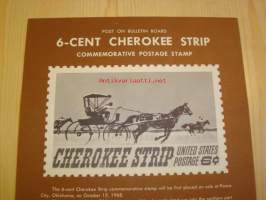 POST ON BULLETIN BOARD
6-CENT CHEROKEE STRIP
COMMEMORATIVE POSTAGE STAMP
Antikvariaatti.net
CHEROKEE STRIP
UNITED STATES
POSTAGE 6¢
The 6-cent Cherokee Strip commemorative stamp will be first placed on sale at Ponca
City, Oklahoma, on October 15, 1968.